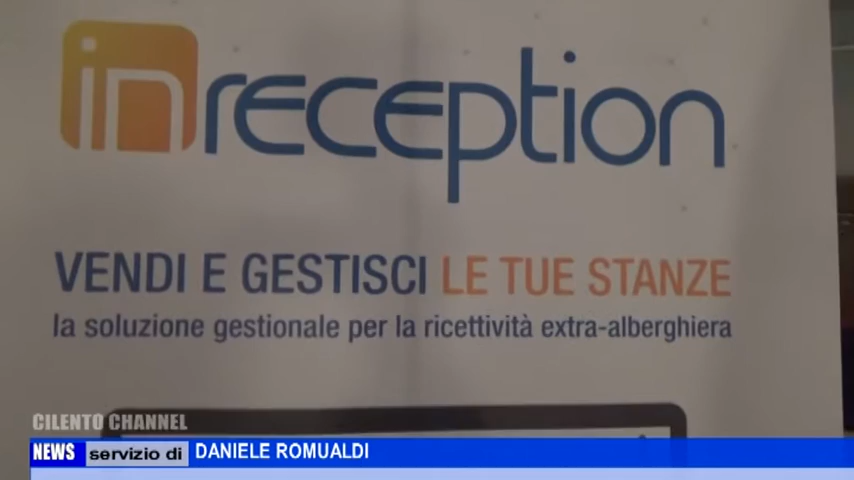 inreception
VENDI E GESTISCI LE TUE STANZE
la soluzione gestionale per la ricettività extra-alberghiera
CILENTO CHANNEL
NEWS servizio di DANIELE ROMUALDI